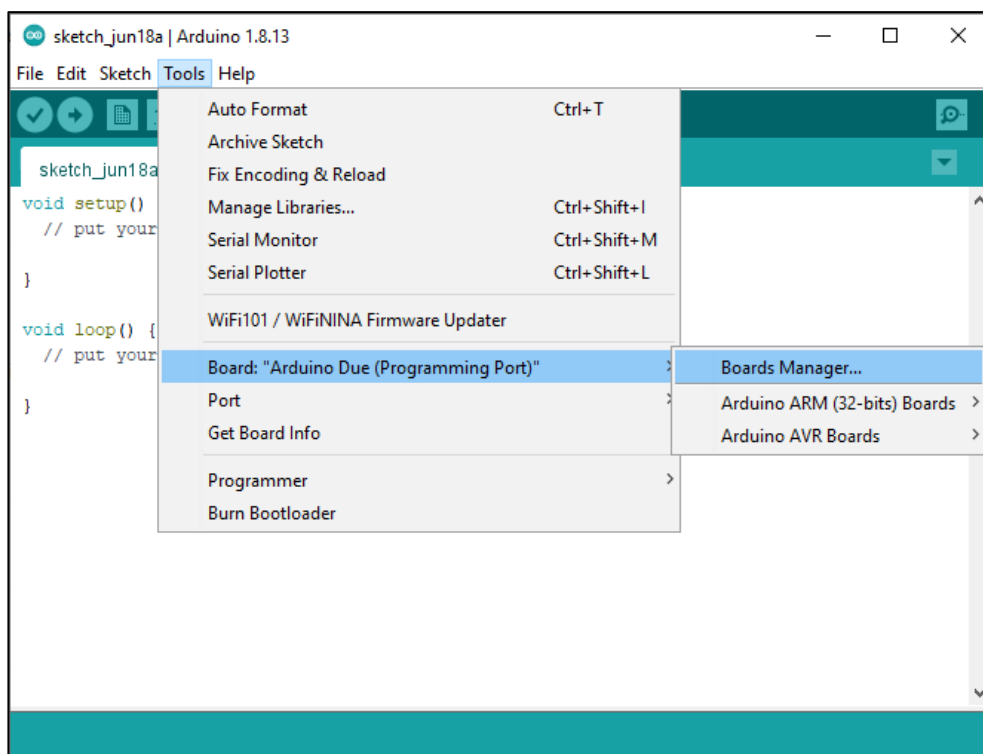 sketch_jun18a | Arduino 1.8.13
File Edit Sketch Tools Help
sketch_jun18a
Auto Format Ctrl+T
Archive Sketch
Fix Encoding & Reload
Manage Libraries... Ctrl+Shift+I
Serial Monitor Ctrl+Shift+M
Serial Plotter Ctrl+Shift+L
WiFi101 / WiFiNINA Firmware Updater
Board: "Arduino Due (Programming Port)"
Port
Get Board Info
Programmer
Burn Bootloader
Boards Manager...
Arduino ARM (32-bits) Boards
Arduino AVR Boards
void setup()
// put your
}
void loop() {
// put your
}